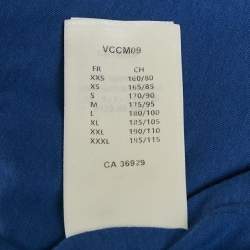 VCCM09
FR CH
XXS 160/80
XS 165/85
S 170/90
M 175/95
L 180/100
XL 185/105
XXL 190/110
XXXL 195/115
CA 36929